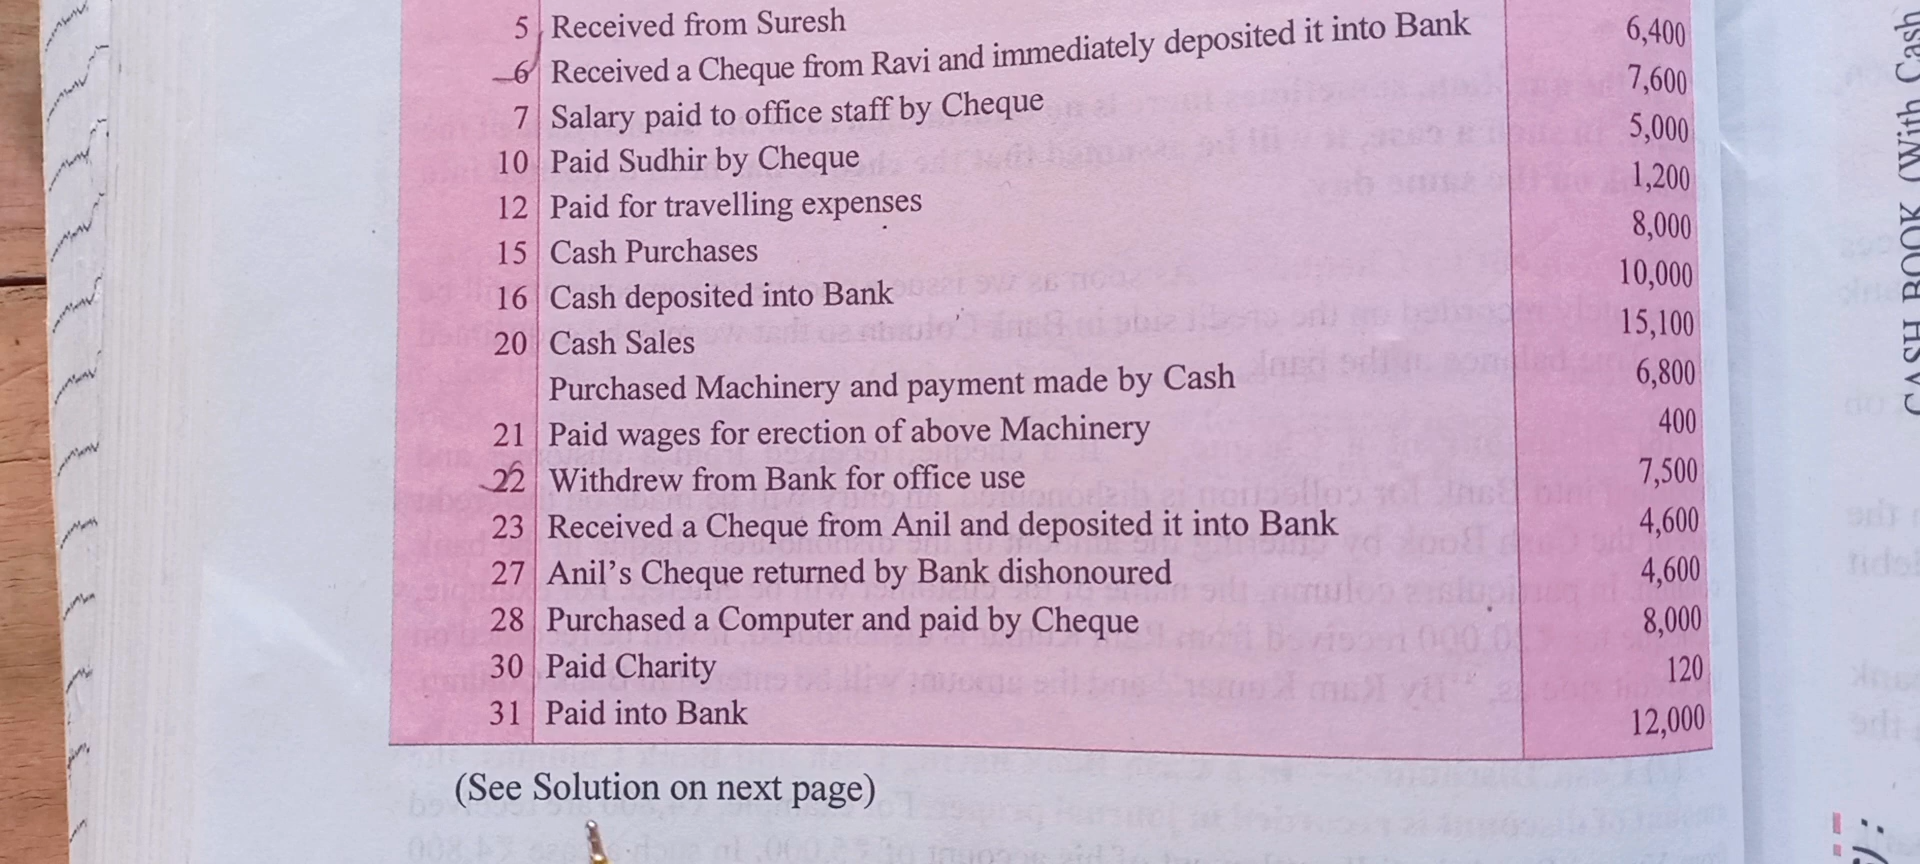 5 Received from Suresh
6 Received a Cheque from Ravi and immediately deposited it into Bank 6,400
7 Salary paid to office staff by Cheque 7,600
10 Paid Sudhir by Cheque 5,000
12 Paid for travelling expenses 1,200
15 Cash Purchases 8,000
16 Cash deposited into Bank 10,000
20 Cash Sales 15,100
Purchased Machinery and payment made by Cash 6,800
21 Paid wages for erection of above Machinery 400
22 Withdrew from Bank for office use 7,500
23 Received a Cheque from Anil and deposited it into Bank 4,600
27 Anil's Cheque returned by Bank dishonoured 4,600
28 Purchased a Computer and paid by Cheque 8,000
30 Paid Charity 120
31 Paid into Bank 12,000
(See Solution on next page)
CASH BOOK (With Cash